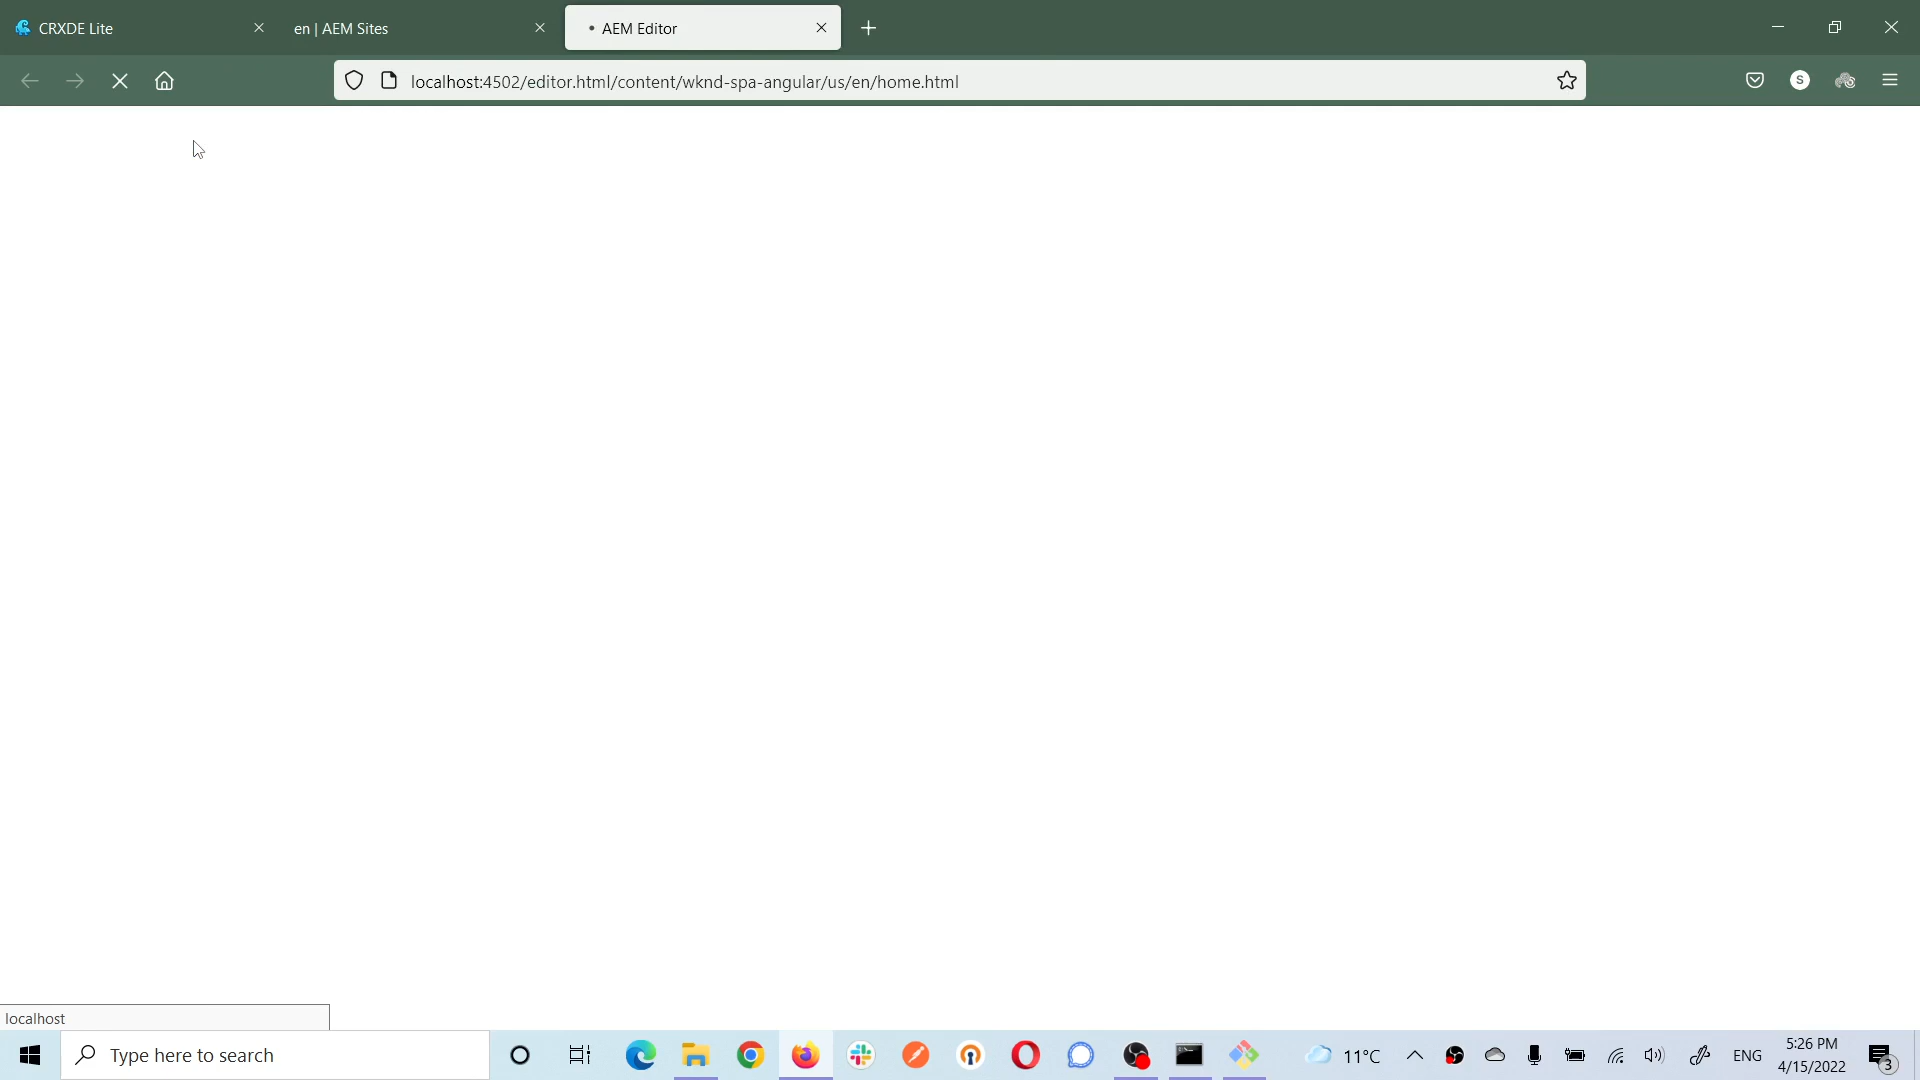 CRXDE Lite
en | AEM Sites
AEM Editor
localhost:4502/editor.html/content/wknd-spa-angular/us/en/home.html
S
localhost
Type here to search
11°C
ENG
5:26 PM
4/15/2022
3